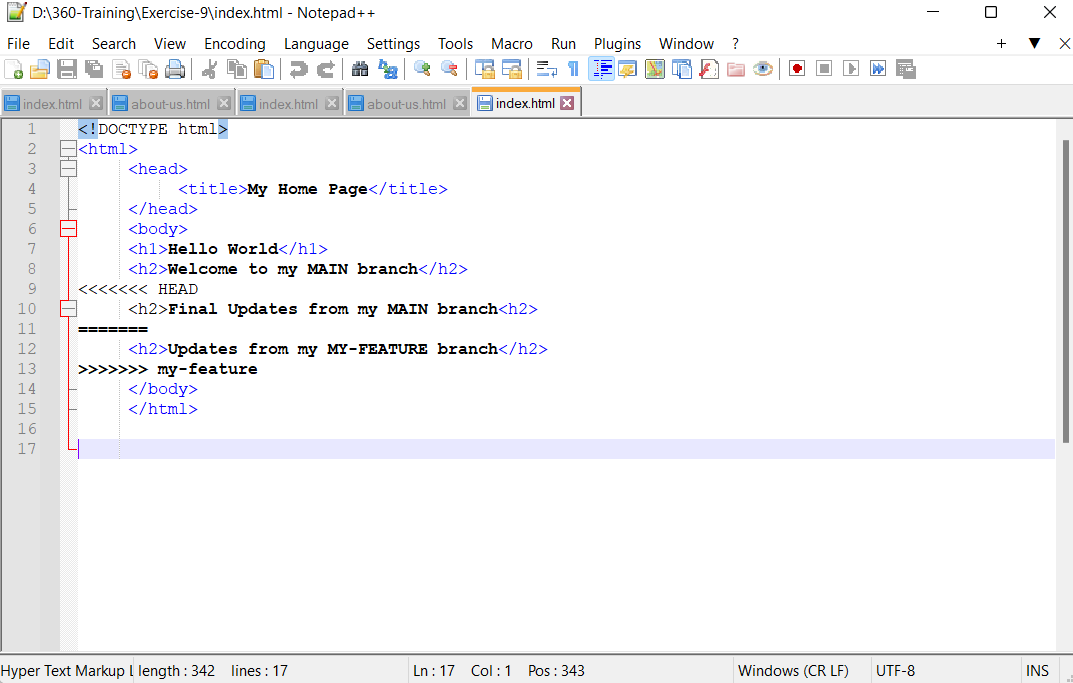 D:\360-Training\Exercise-9\index.html - Notepad++
File Edit Search View Encoding Language Settings Tools Macro Run Plugins Window ? + ▼ X
index.html about-us.html index.html about-us.html index.html
1 <!DOCTYPE html>
2 <html>
3 <head>
4 <title>My Home Page</title>
5 </head>
6 <body>
7 <h1>Hello World</h1>
8 <h2>Welcome to my MAIN branch</h2>
9 <<<<<<< HEAD
10 <h2>Final Updates from my MAIN branch<h2>
11 =======
12 <h2>Updates from my MY-FEATURE branch</h2>
13 >>>>>>> my-feature
14 </body>
15 </html>
16
17
Hyper Text Markup L length : 342 lines : 17 Ln : 17 Col : 1 Pos : 343 Windows (CR LF) UTF-8 INS